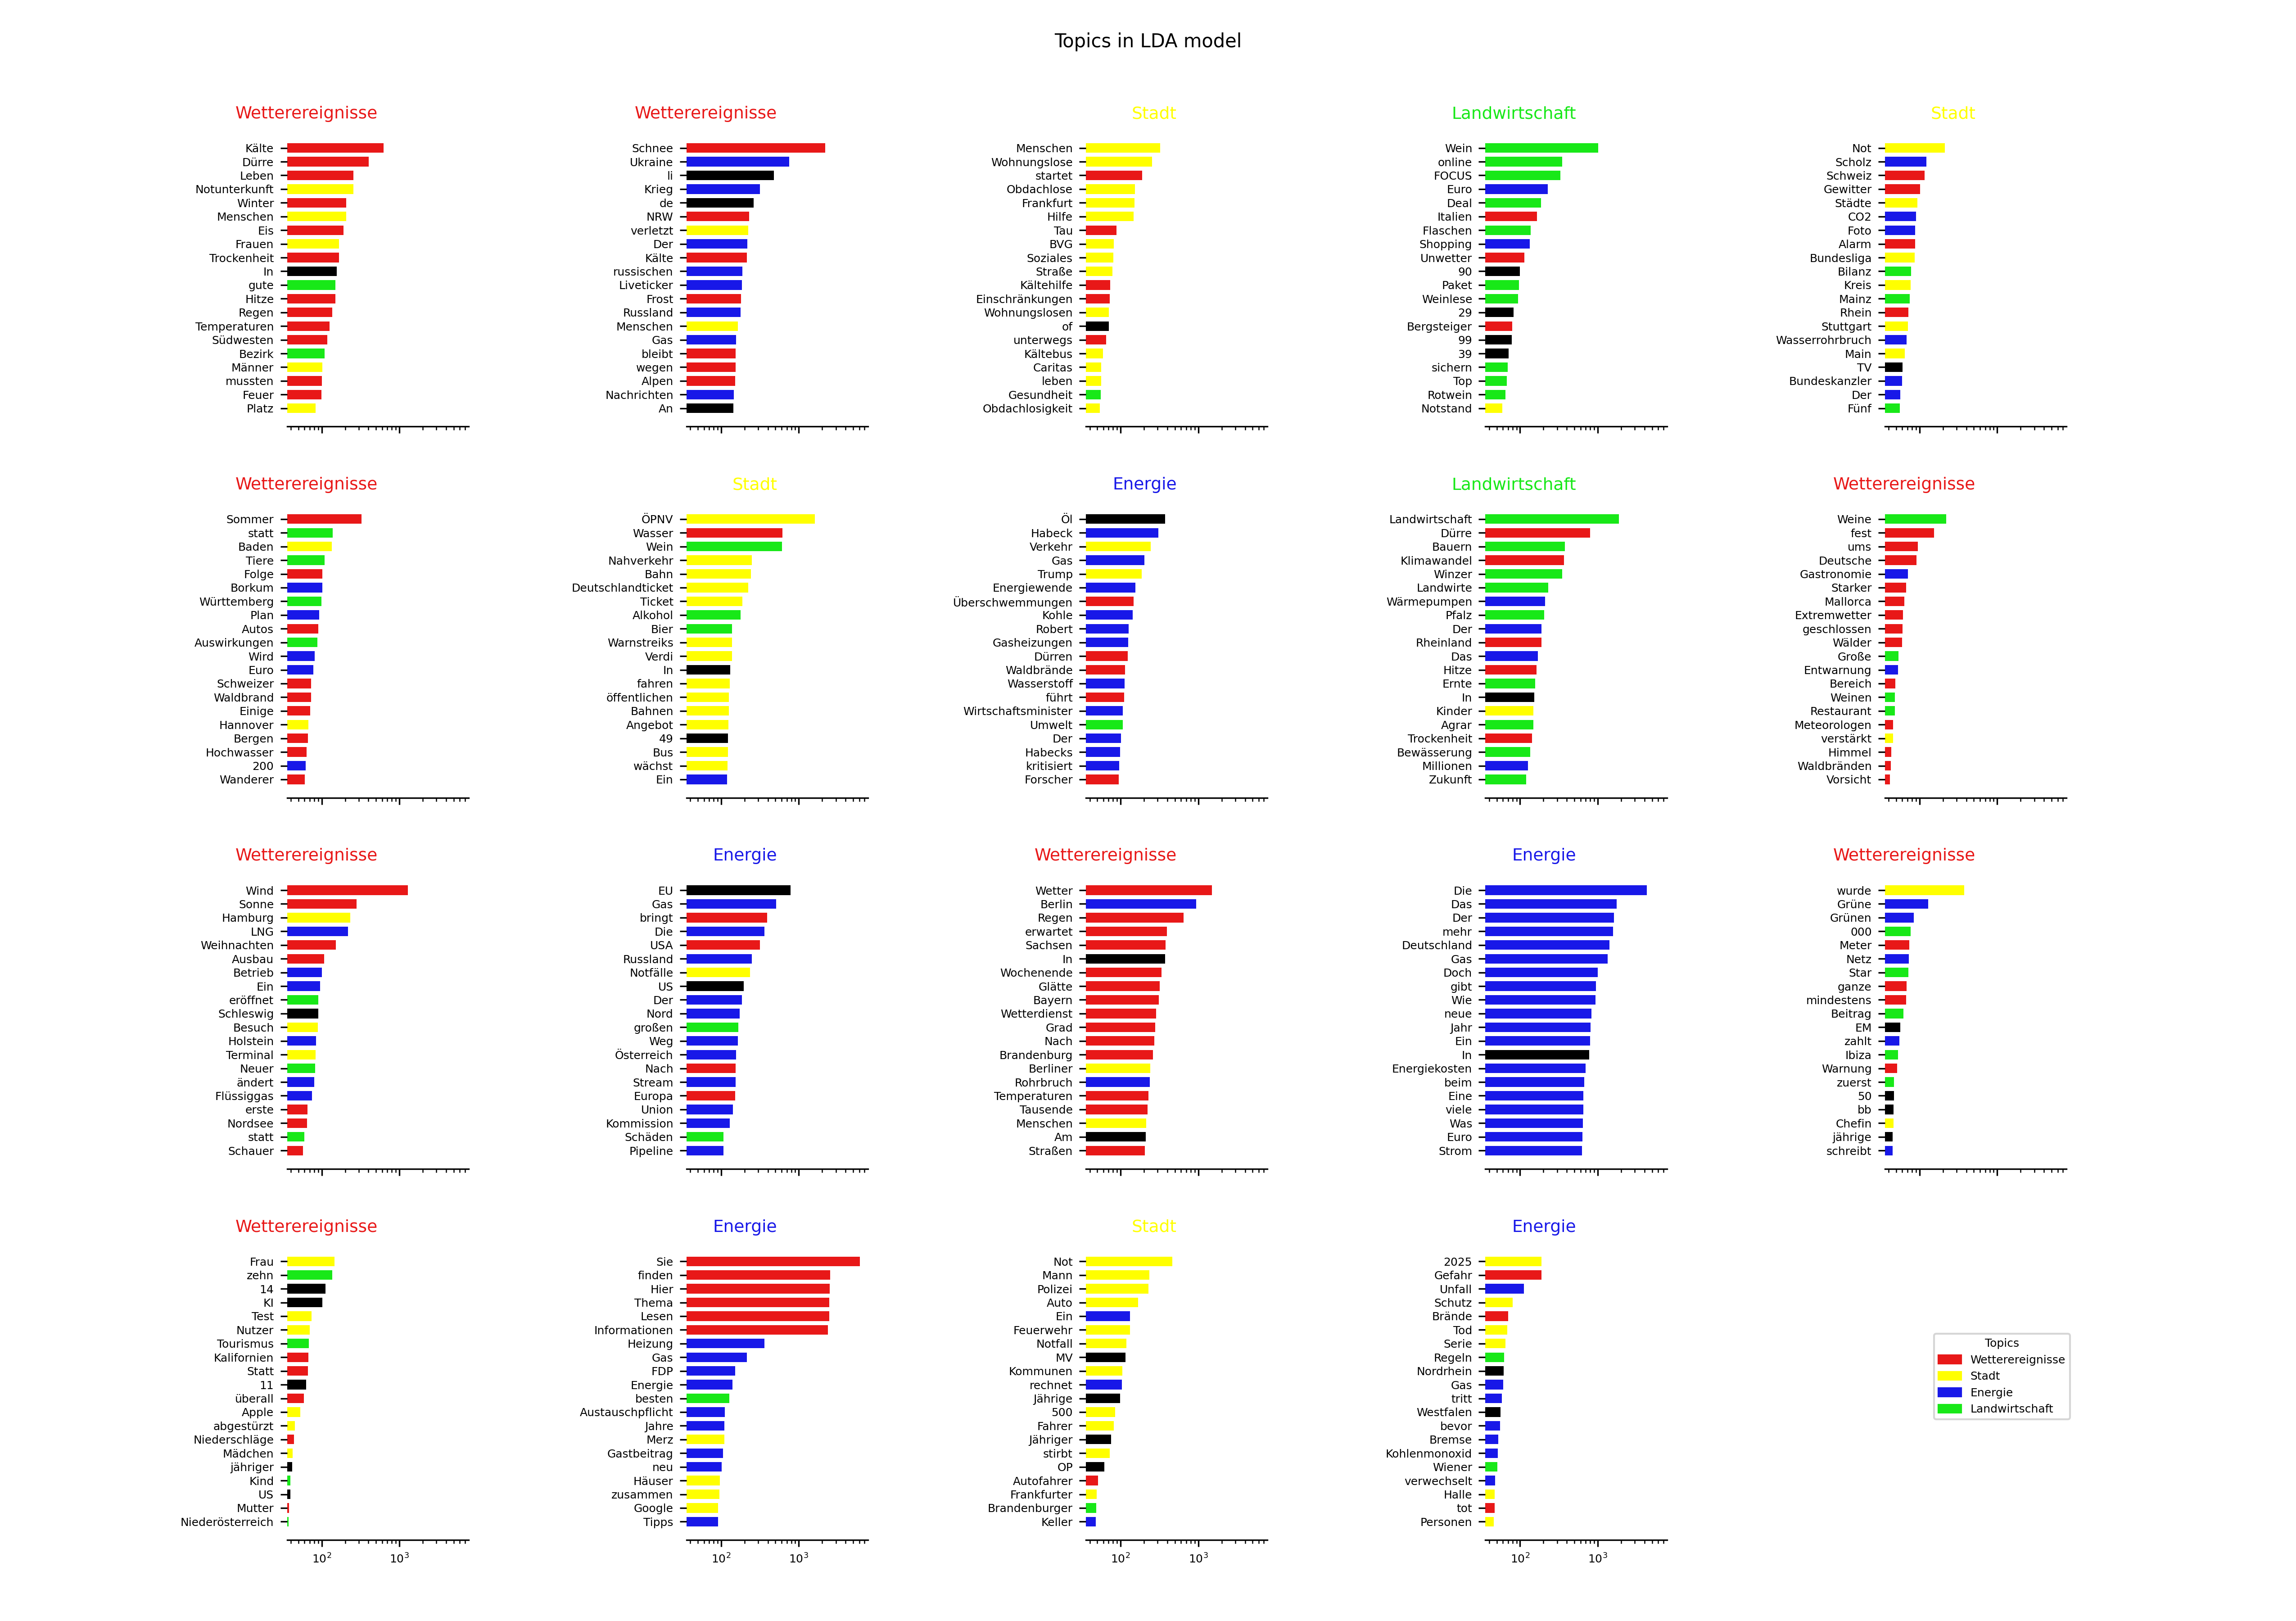 Topics in LDA model
Wetterereignisse
Kälte
Dürre
Leben
Notunterkunft
Winter
Menschen
Eis
Frauen
Trockenheit
In
gute
Hitze
Regen
Temperaturen
Südwesten
Bezirk
Männer
mussten
Feuer
Platz
Wetterereignisse
Schnee
Ukraine
li
Krieg
de
NRW
verletzt
Der
Kälte
russischen
Liveticker
Frost
Russland
Menschen
Gas
bleibt
wegen
Alpen
Nachrichten
An
Stadt
Menschen
Wohnungslose
startet
Obdachlose
Frankfurt
Hilfe
Tau
BVG
Soziales
Straße
Kältehilfe
Einschränkungen
Wohnungslosen
of
unterwegs
Kältebus
Caritas
leben
Gesundheit
Obdachlosigkeit
Landwirtschaft
Wein
online
FOCUS
Euro
Deal
Italien
Flaschen
Shopping
Unwetter
90
Paket
Weinlese
29
Bergsteiger
99
39
sichern
Top
Rotwein
Notstand
Stadt
Not
Scholz
Schweiz
Gewitter
Städte
CO2
Foto
Alarm
Bundesliga
Bilanz
Kreis
Mainz
Rhein
Stuttgart
Wasserrohrbruch
Main
TV
Bundeskanzler
Der
Fünf
Wetterereignisse
Sommer
statt
Baden
Tiere
Folge
Borkum
Württemberg
Plan
Autos
Auswirkungen
Wird
Euro
Schweizer
Waldbrand
Einige
Hannover
Bergen
Hochwasser
200
Wanderer
Stadt
ÖPNV
Wasser
Wein
Nahverkehr
Bahn
Deutschlandticket
Ticket
Alkohol
Bier
Warnstreiks
Verdi
In
fahren
öffentlichen
Bahnen
Angebot
49
Bus
wächst
Ein
Energie
Öl
Habeck
Verkehr
Gas
Trump
Energiewende
Überschwemmungen
Kohle
Robert
Gasheizungen
Dürren
Waldbrände
Wasserstoff
führt
Wirtschaftsminister
Umwelt
Der
Habecks
kritisiert
Forscher
Landwirtschaft
Landwirtschaft
Dürre
Bauern
Klimawandel
Winzer
Landwirte
Wärmepumpen
Pfalz
Der
Rheinland
Das
Hitze
Ernte
In
Kinder
Agrar
Trockenheit
Bewässerung
Millionen
Zukunft
Wetterereignisse
Weine
fest
ums
Deutsche
Gastronomie
Starker
Mallorca
Extremwetter
geschlossen
Wälder
Große
Entwarnung
Bereich
Weinen
Restaurant
Meteorologen
verstärkt
Himmel
Waldbränden
Vorsicht
Wetterereignisse
Wind
Sonne
Hamburg
LNG
Weihnachten
Ausbau
Betrieb
Ein
eröffnet
Schleswig
Besuch
Holstein
Terminal
Neuer
ändert
Flüssiggas
erste
Nordsee
statt
Schauer
Energie
EU
Gas
bringt
Die
USA
Russland
Notfälle
US
Der
Nord
großen
Weg
Österreich
Nach
Stream
Europa
Union
Kommission
Schäden
Pipeline
Wetterereignisse
Wetter
Berlin
Regen
erwartet
Sachsen
In
Wochenende
Glätte
Bayern
Wetterdienst
Grad
Nach
Brandenburg
Berliner
Rohrbruch
Temperaturen
Tausende
Menschen
Am
Straßen
Energie
Die
Das
Der
mehr
Deutschland
Gas
Doch
gibt
Wie
neue
Jahr
Ein
In
Energiekosten
beim
Eine
viele
Was
Euro
Strom
Wetterereignisse
wurde
Grüne
Grünen
000
Meter
Netz
Star
ganze
mindestens
Beitrag
EM
zahlt
Ibiza
Warnung
zuerst
50
bb
Chefin
jährige
schreibt
Wetterereignisse
Frau
zehn
14
KI
Test
Nutzer
Tourismus
Kalifornien
Statt
11
überall
Apple
abgestürzt
Niederschläge
Mädchen
jähriger
Kind
US
Mutter
Niederösterreich
10² 10³
Energie
Sie
finden
Hier
Thema
Lesen
Informationen
Heizung
Gas
FDP
Energie
besten
Austauschpflicht
Jahre
Merz
Gastbeitrag
neu
Häuser
zusammen
Google
Tipps
10² 10³
Stadt
Not
Mann
Polizei
Auto
Ein
Feuerwehr
Notfall
MV
Kommunen
rechnet
Jährige
500
Fahrer
Jähriger
stirbt
OP
Autofahrer
Frankfurter
Brandenburger
Keller
10² 10³
Energie
2025
Gefahr
Unfall
Schutz
Brände
Tod
Serie
Regeln
Nordrhein
Gas
tritt
Westfalen
bevor
Bremse
Kohlenmonoxid
Wiener
verwechselt
Halle
tot
Personen
10² 10³
Topics
Wetterereignisse
Stadt
Energie
Landwirtschaft